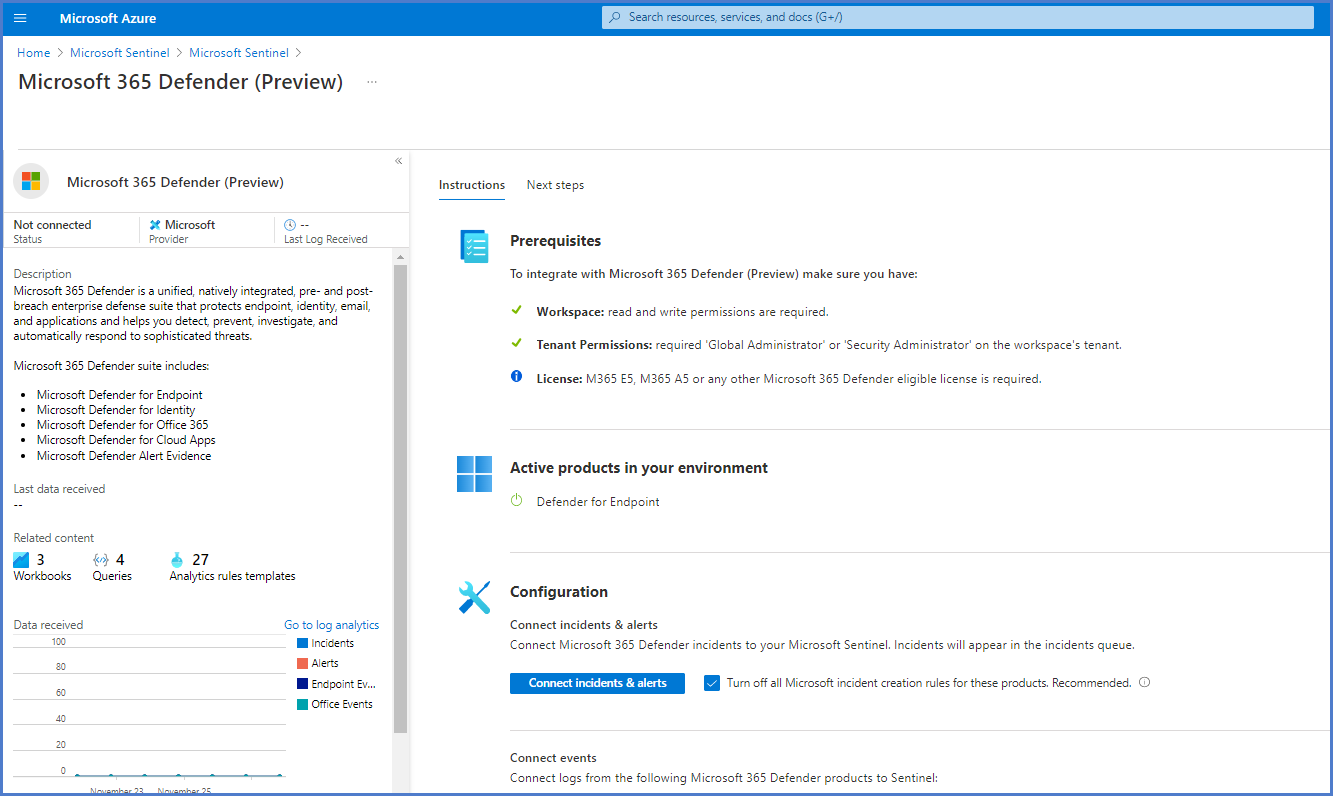 Microsoft Azure
Search resources, services, and docs (G+/)
Home > Microsoft Sentinel > Microsoft Sentinel >
Microsoft 365 Defender (Preview) ...
«
Microsoft 365 Defender (Preview)
Not connected
Status
Microsoft
Provider
--
Last Log Received
Description
Microsoft 365 Defender is a unified, natively integrated, pre- and post-
breach enterprise defense suite that protects endpoint, identity, email,
and applications and helps you detect, prevent, investigate, and
automatically respond to sophisticated threats.
Microsoft 365 Defender suite includes:
• Microsoft Defender for Endpoint
• Microsoft Defender for Identity
• Microsoft Defender for Office 365
• Microsoft Defender for Cloud Apps
• Microsoft Defender Alert Evidence
Last data received
--
Related content
3
Workbooks
4
Queries
27
Analytics rules templates
Data received
Go to log analytics
100
80
60
40
20
0
November 23
November 25
Incidents
Alerts
Endpoint Ev...
Office Events
Instructions
Next steps
Prerequisites
To integrate with Microsoft 365 Defender (Preview) make sure you have:
Workspace: read and write permissions are required.
Tenant Permissions: required 'Global Administrator' or 'Security Administrator' on the workspace's tenant.
License: M365 E5, M365 A5 or any other Microsoft 365 Defender eligible license is required.
Active products in your environment
Defender for Endpoint
Configuration
Connect incidents & alerts
Connect Microsoft 365 Defender incidents to your Microsoft Sentinel. Incidents will appear in the incidents queue.
Connect incidents & alerts
Turn off all Microsoft incident creation rules for these products. Recommended.
Connect events
Connect logs from the following Microsoft 365 Defender products to Sentinel: